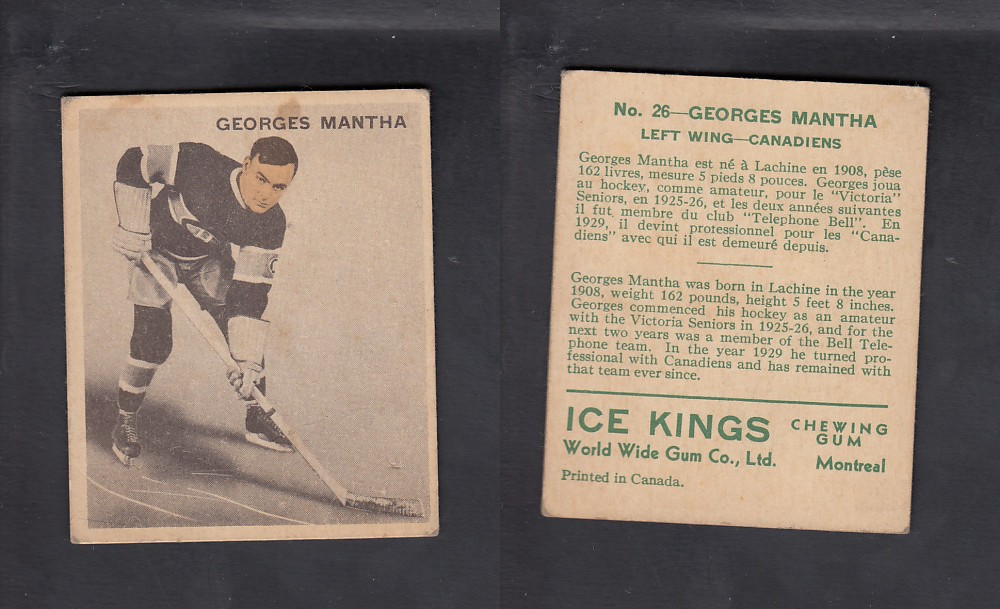 GEORGES MANTHA
No. 26—GEORGES MANTHA
LEFT WING—CANADIENS
Georges Mantha est né à Lachine en 1908, pèse
162 livres, mesure 5 pieds 8 pouces. Georges joua
au hockey, comme amateur, pour le "Victoria"
Seniors, en 1925-26, et les deux années suivantes
il fut membre du club "Telephone Bell". En
1929, il devint professionnel pour les "Cana-
diens" avec qui il est demeuré depuis.
Georges Mantha was born in Lachine in the year
1908, weight 162 pounds, height 5 feet 8 inches.
Georges commenced his hockey as an amateur
with the Victoria Seniors in 1925-26, and for the
next two years was a member of the Bell Tele-
phone team. In the year 1929 he turned pro-
fessional with Canadiens and has remained with
that team ever since.
ICE KINGS CHEWING
GUM
World Wide Gum Co., Ltd. Montreal
Printed in Canada.